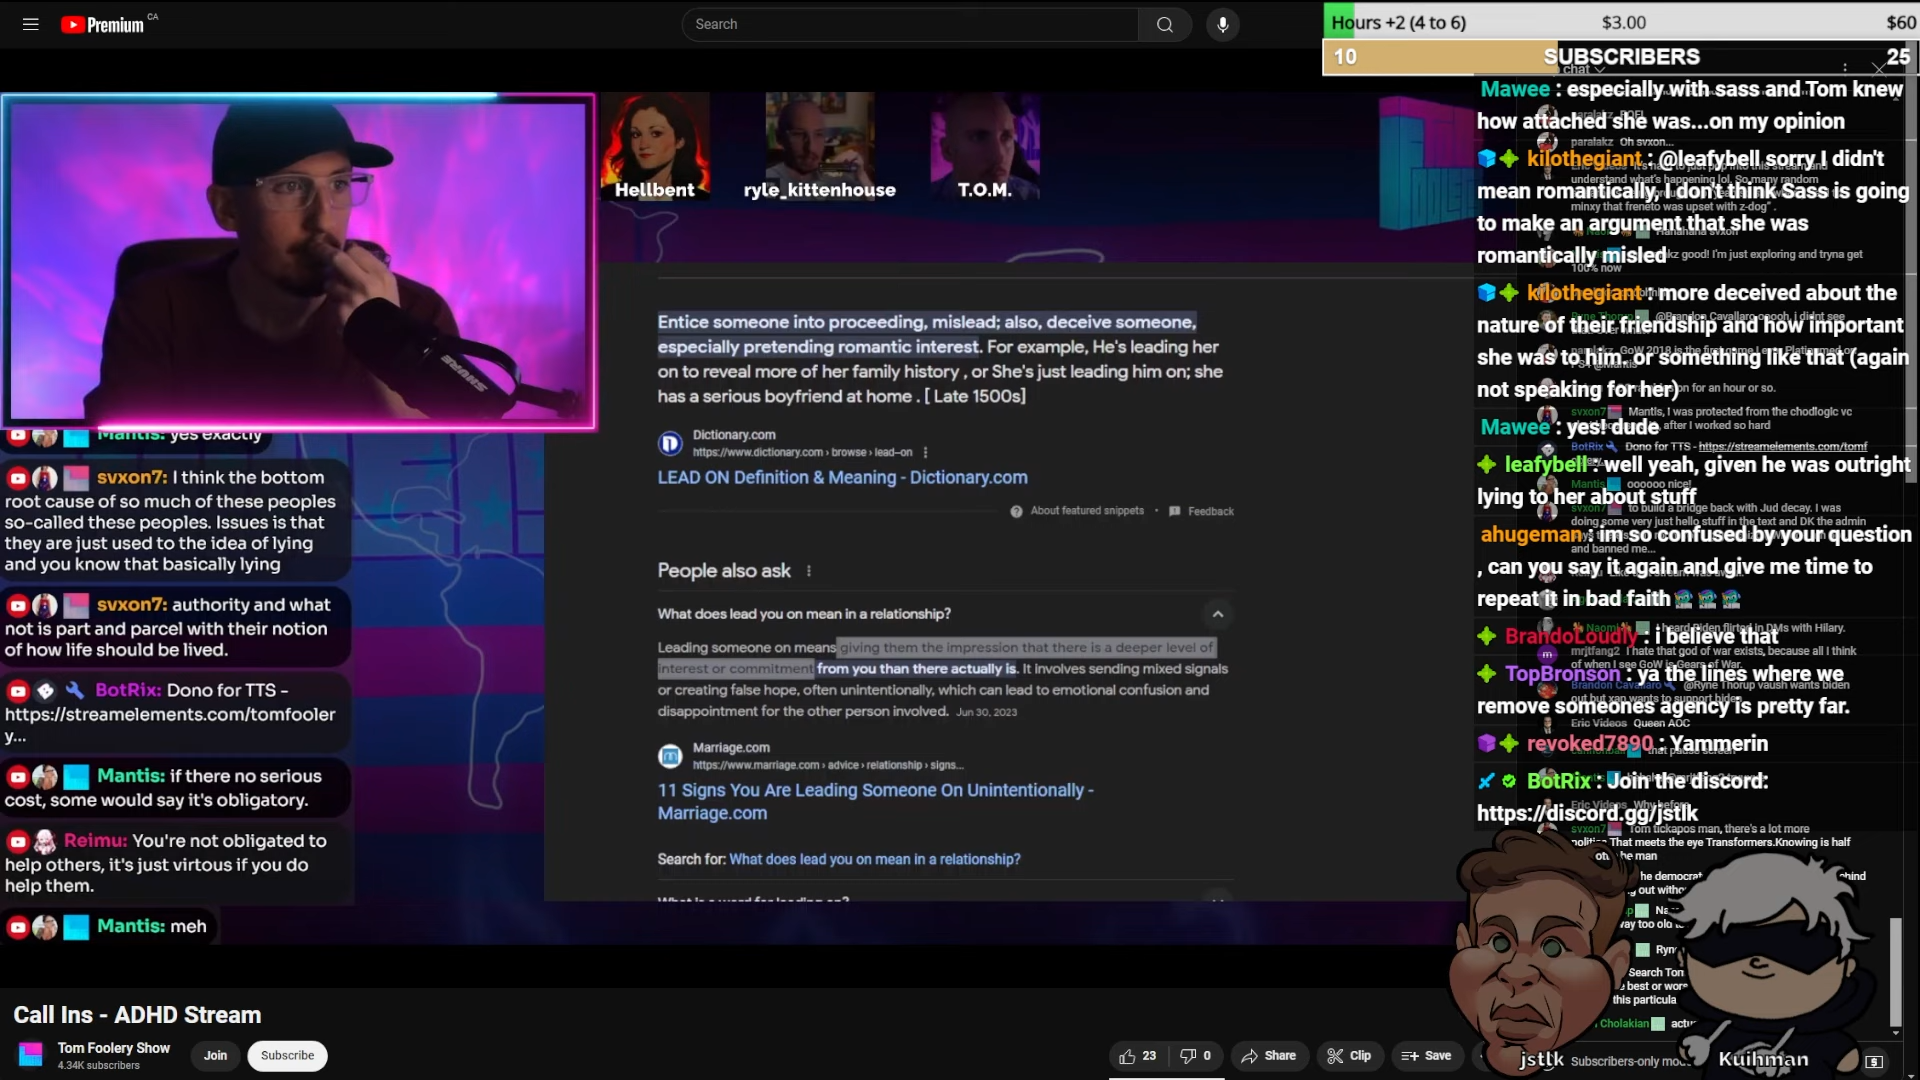 Premium CA
Search
Hours +2 (4 to 6) $3.00 $60
10 SUBSCRIBERS 25
Hellbent
ryle_kittenhouse
T.O.M.
Mantis: yes exactly
svxon7: I think the bottom
root cause of so much of these peoples
so-called these peoples. Issues is that
they are just used to the idea of lying
and you know that basically lying
svxon7: authority and what
not is part and parcel with their notion
of how life should be lived.
BotRix: Dono for TTS -
https://streamelements.com/tomfooler
y...
Mantis: if there no serious
cost, some would say it's obligatory.
Reimu: You're not obligated to
help others, it's just virtous if you do
help them.
Mantis: meh
Entice someone into proceeding, mislead; also, deceive someone,
especially pretending romantic interest. For example, He's leading her
on to reveal more of her family history , or She's just leading him on; she
has a serious boyfriend at home . [ Late 1500s]
Dictionary.com
https://www.dictionary.com › browse › lead-on
LEAD ON Definition & Meaning - Dictionary.com
About featured snippets • Feedback
People also ask
What does lead you on mean in a relationship?
Leading someone on means giving them the impression that there is a deeper level of
interest or commitment from you than there actually is. It involves sending mixed signals
or creating false hope, often unintentionally, which can lead to emotional confusion and
disappointment for the other person involved. Jun 30, 2023
Marriage.com
https://www.marriage.com › advice › relationship › signs...
11 Signs You Are Leading Someone On Unintentionally -
Marriage.com
Search for: What does lead you on mean in a relationship?
Mawee : especially with sass and Tom knew
how attached she was...on my opinion
kilothegiant : @leafybell sorry I didn't
mean romantically, I don't think Sass is going
to make an argument that she was
romantically misled
kilothegiant : more deceived about the
nature of their friendship and how important
she was to him. or something like that (again
not speaking for her)
Mawee : yes! dude
leafybell : well yeah, given he was outright
lying to her about stuff
ahugeman : im so confused by your question
, can you say it again and give me time to
repeat it in bad faith
BrandoLoudly : i believe that
TopBronson : ya the lines where we
remove someones agency is pretty far.
revoked7890 : Yammerin
BotRix : Join the discord:
https://discord.gg/jstlk
svxon7 Tom tickapos man, there's a lot more
Transformers.Knowing is half
jstlk
Kuihman
Call Ins - ADHD Stream
Tom Foolery Show
4.34K subscribers
Join
Subscribe
23
0
Share
Clip
Save